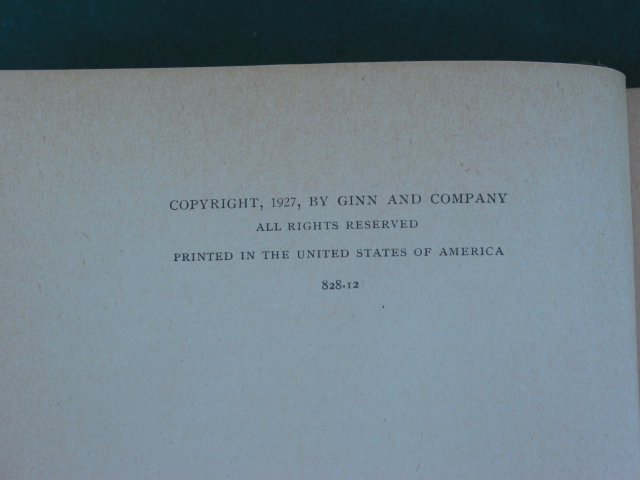 COPYRIGHT, 1927, BY GINN AND COMPANY
ALL RIGHTS RESERVED
PRINTED IN THE UNITED STATES OF AMERICA
828.12